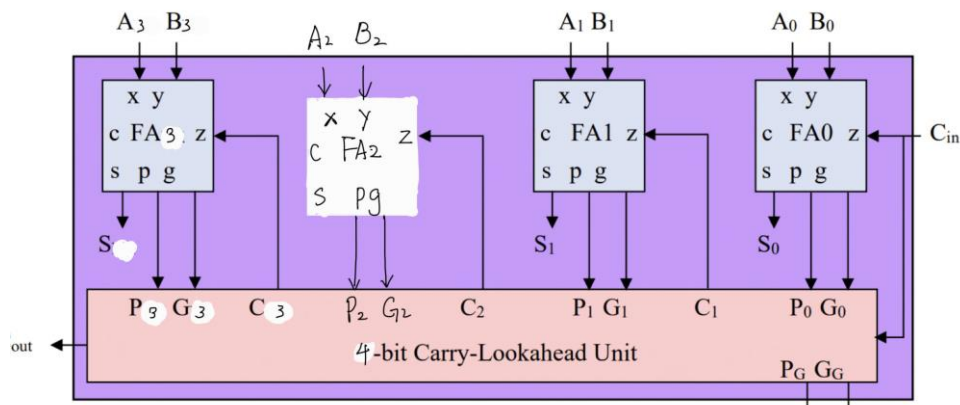 A3 B3 A2 B2 A1 B1 A0 B0
x y x y x y x y
c FA3 z c FA2 z c FA1 z c FA0 z Cin
s p g s pg s p g s p g
S S1 S0
P3 G3 C3 P2 G2 C2 P1 G1 C1 P0 G0
out 4-bit Carry-Lookahead Unit
PG GG